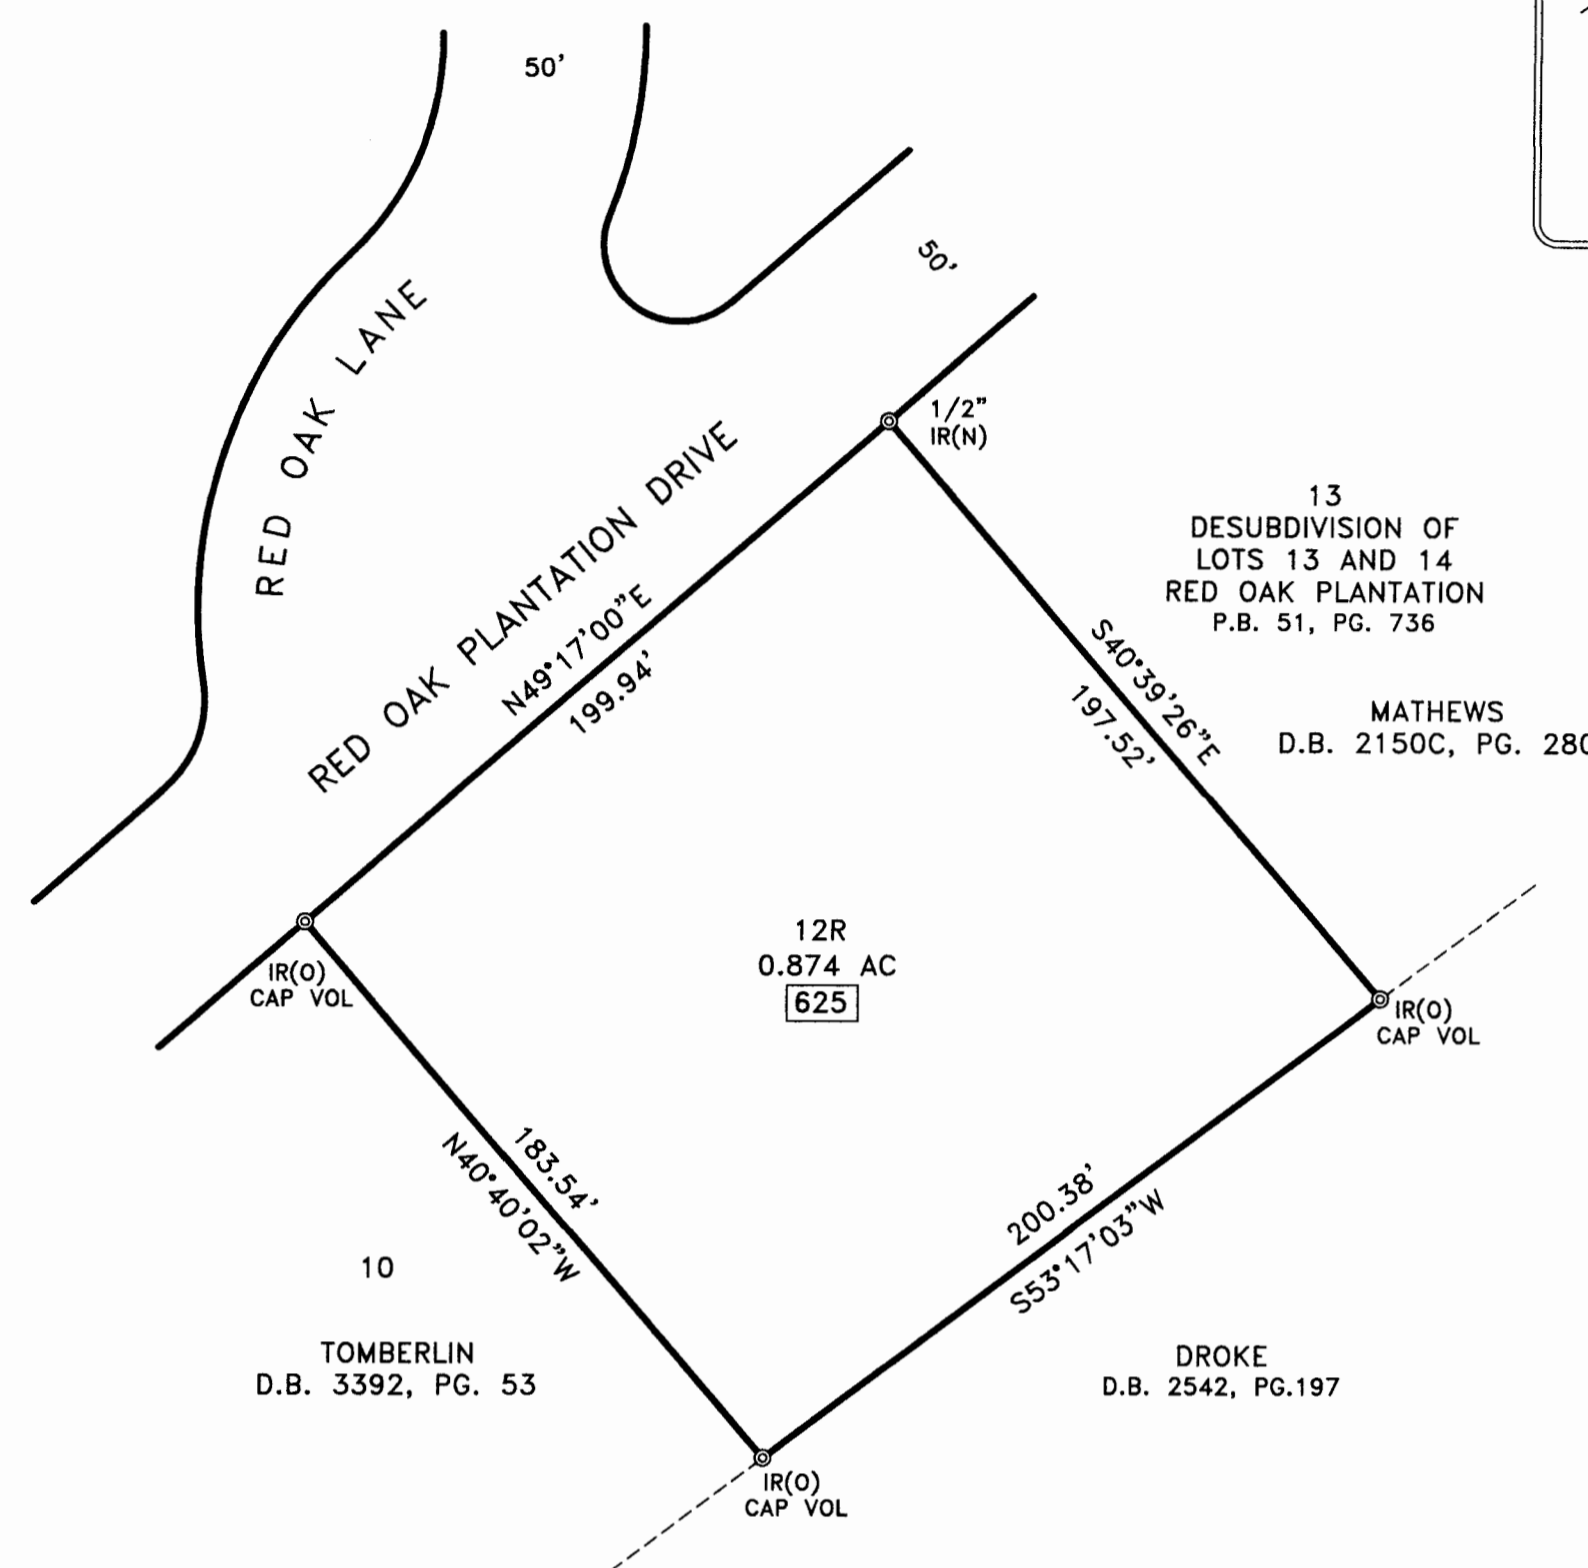 50'
50'
RED OAK LANE
1/2"
IR(N)
RED OAK PLANTATION DRIVE
N49°17'00"E
199.94'
13
DESUBDIVISION OF
LOTS 13 AND 14
RED OAK PLANTATION
P.B. 51, PG. 736
S40°39'26"E
197.52'
MATHEWS
D.B. 2150C, PG. 280
12R
0.874 AC
625
IR(O)
CAP VOL
IR(O)
CAP VOL
183.54'
N40°40'02"W
200.38'
S53°17'03"W
10
TOMBERLIN
D.B. 3392, PG. 53
DROKE
D.B. 2542, PG.197
IR(O)
CAP VOL